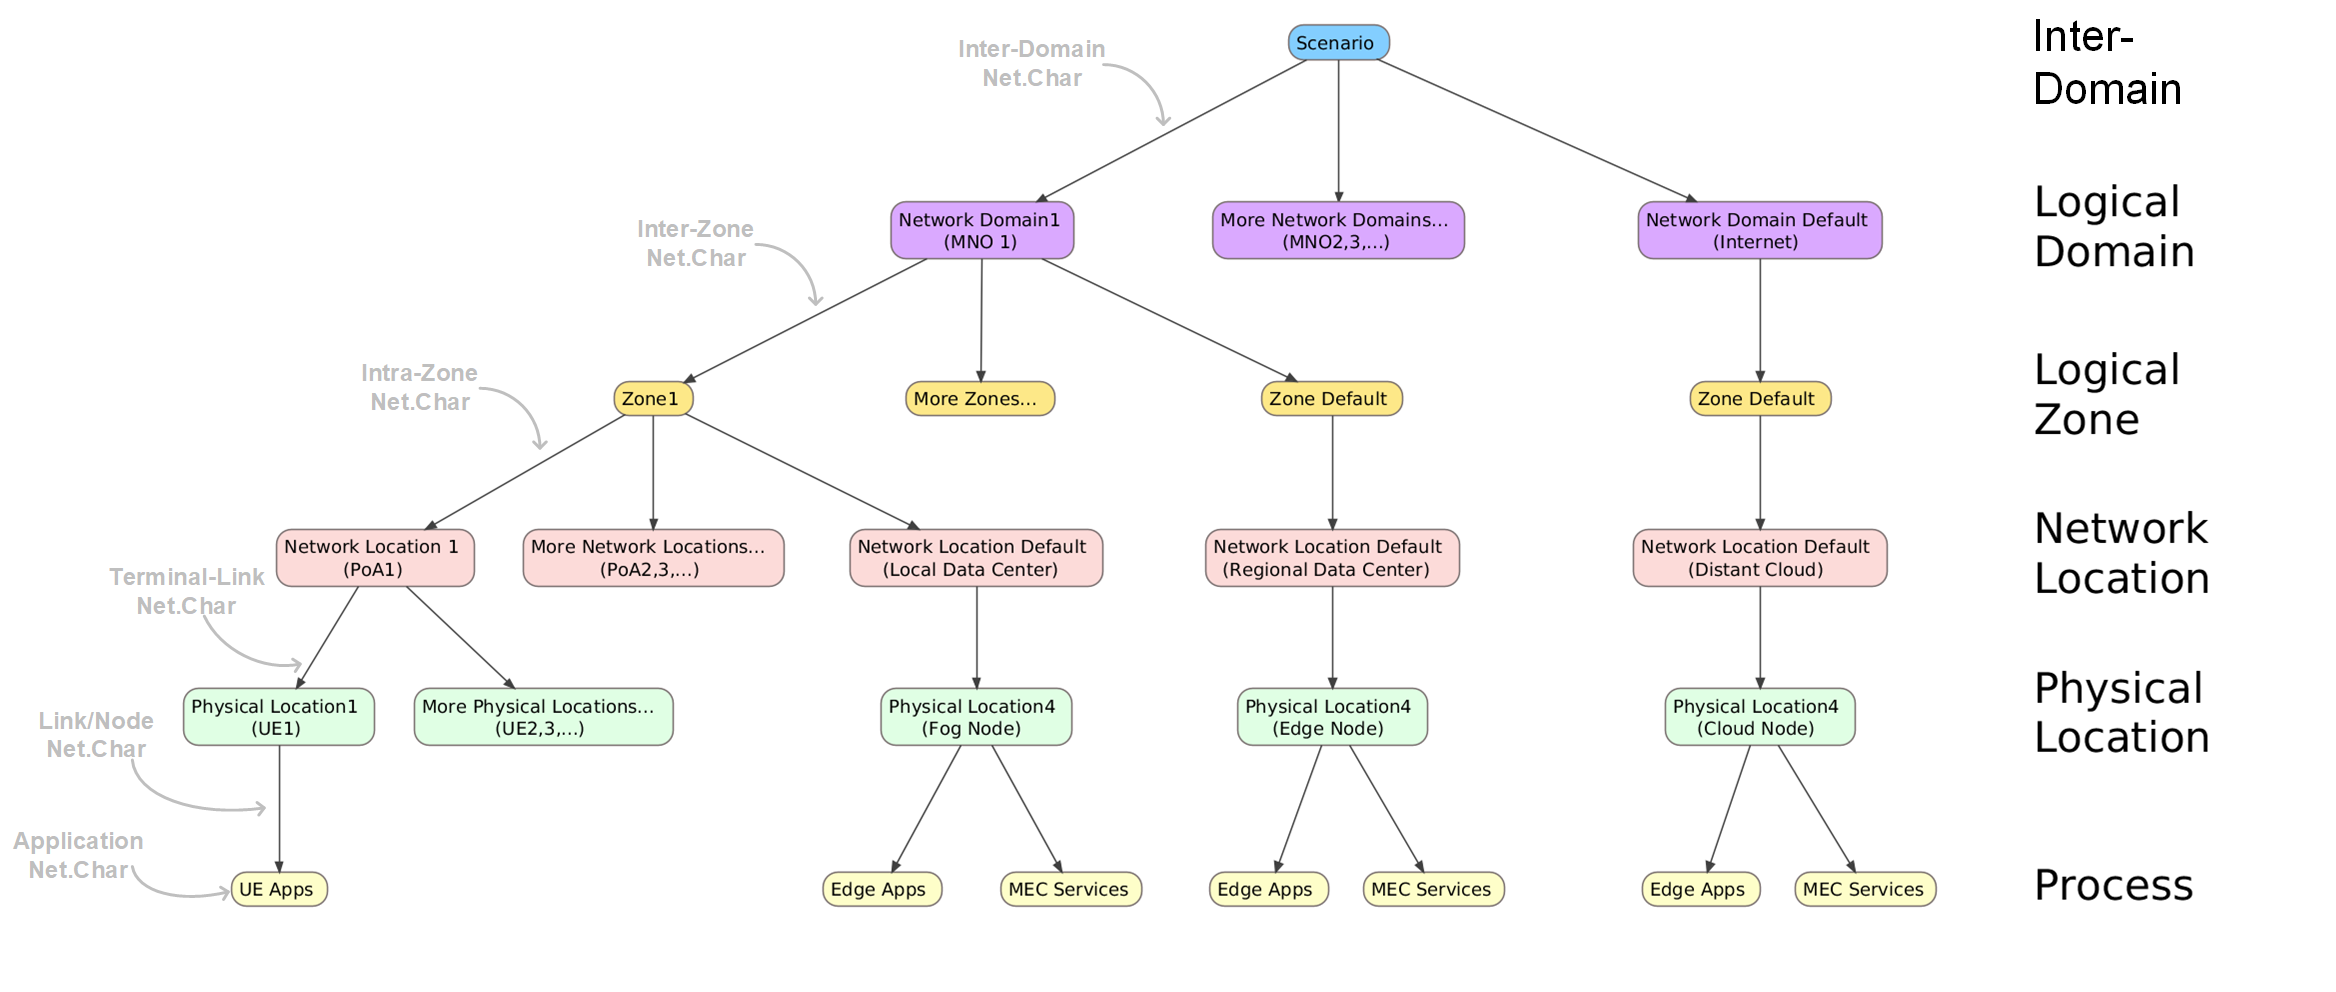 Inter-Domain
Net.Char
Scenario
Inter-
Domain
Inter-Zone
Net.Char
Network Domain1
(MNO 1)
More Network Domains...
(MNO2,3,...)
Network Domain Default
(Internet)
Logical
Domain
Intra-Zone
Net.Char
Zone1
More Zones...
Zone Default
Zone Default
Logical
Zone
Terminal-Link
Net.Char
Network Location 1
(PoA1)
More Network Locations...
(PoA2,3,...)
Network Location Default
(Local Data Center)
Network Location Default
(Regional Data Center)
Network Location Default
(Distant Cloud)
Network
Location
Link/Node
Net.Char
Physical Location1
(UE1)
More Physical Locations...
(UE2,3,...)
Physical Location4
(Fog Node)
Physical Location4
(Edge Node)
Physical Location4
(Cloud Node)
Physical
Location
Application
Net.Char
UE Apps
Edge Apps
MEC Services
Edge Apps
MEC Services
Edge Apps
MEC Services
Process